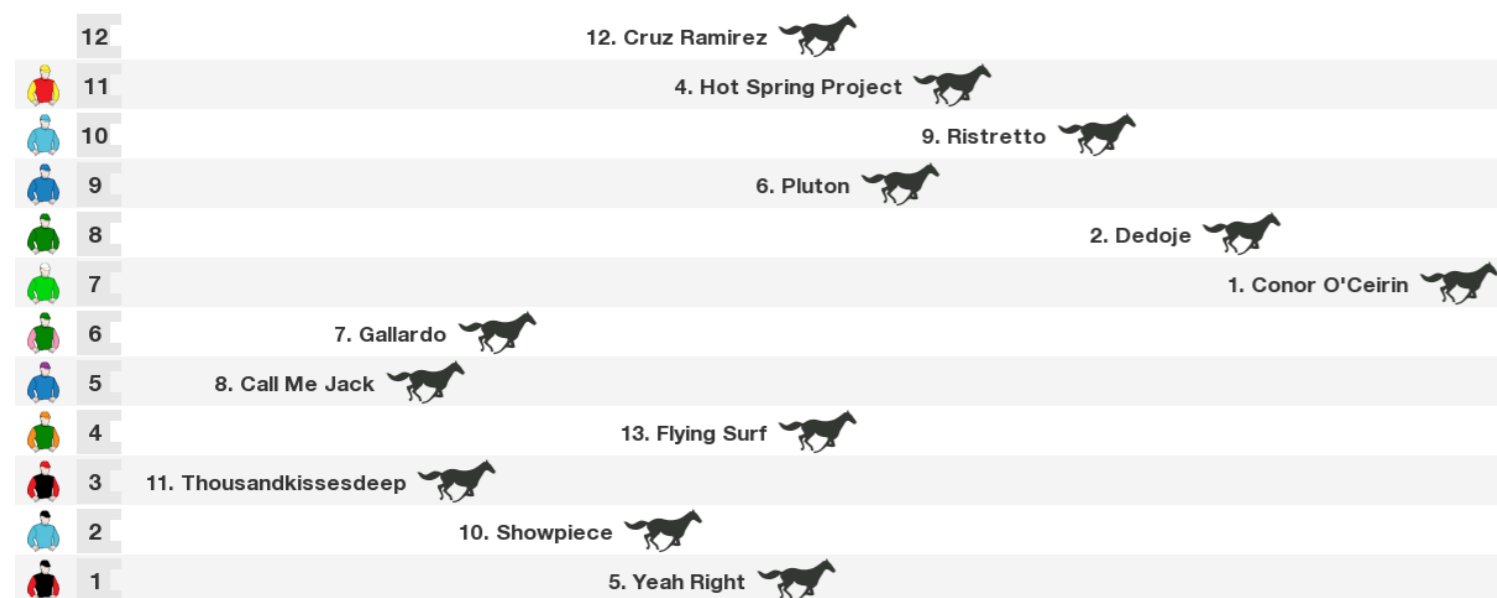 12 12. Cruz Ramirez
11 4. Hot Spring Project
10 9. Ristretto
9 6. Pluton
8 2. Dedoje
7 1. Conor O'Ceirin
6 7. Gallardo
5 8. Call Me Jack
4 13. Flying Surf
3 11. Thousandkissesdeep
2 10. Showpiece
1 5. Yeah Right